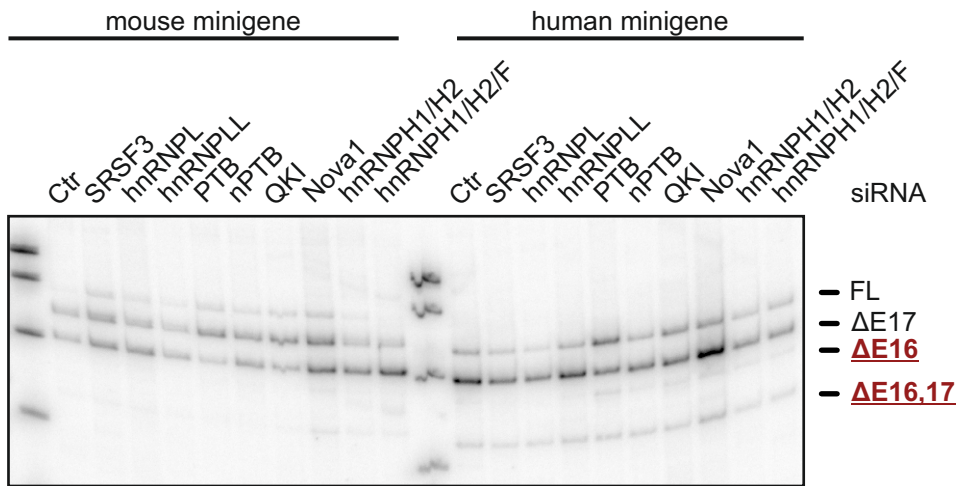 mouse minigene
human minigene
Ctr
SRSF3
hnRNPL
hnRNPLL
PTB
nPTB
QKI
Nova1
hnRNPH1/H2
hnRNPH1/H2/F
Ctr
SRSF3
hnRNPL
hnRNPLL
PTB
nPTB
QKI
Nova1
hnRNPH1/H2
hnRNPH1/H2/F
siRNA
FL
ΔE17
ΔE16
ΔE16,17